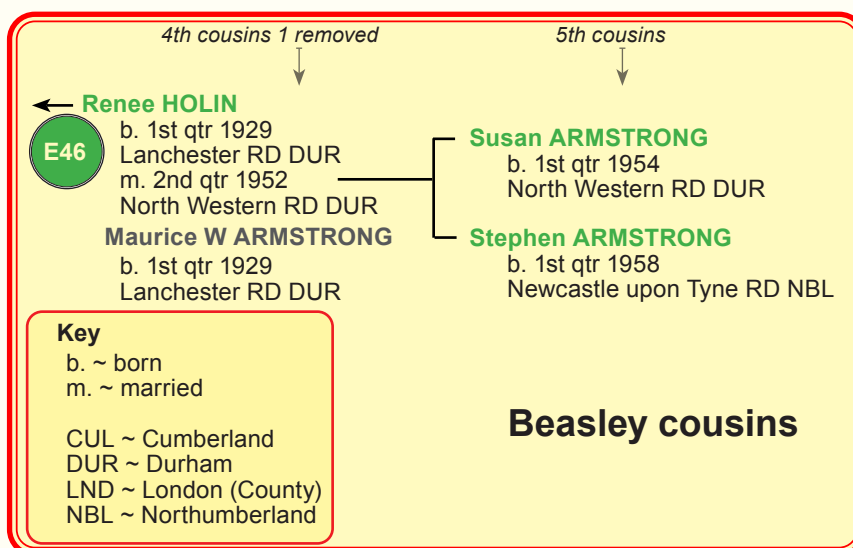 4th cousins 1 removed
5th cousins
Renee HOLIN
E46
b. 1st qtr 1929
Lanchester RD DUR
m. 2nd qtr 1952
North Western RD DUR
Maurice W ARMSTRONG
b. 1st qtr 1929
Lanchester RD DUR
Susan ARMSTRONG
b. 1st qtr 1954
North Western RD DUR
Stephen ARMSTRONG
b. 1st qtr 1958
Newcastle upon Tyne RD NBL
Key
b. ~ born
m. ~ married
CUL ~ Cumberland
DUR ~ Durham
LND ~ London (County)
NBL ~ Northumberland
Beasley cousins